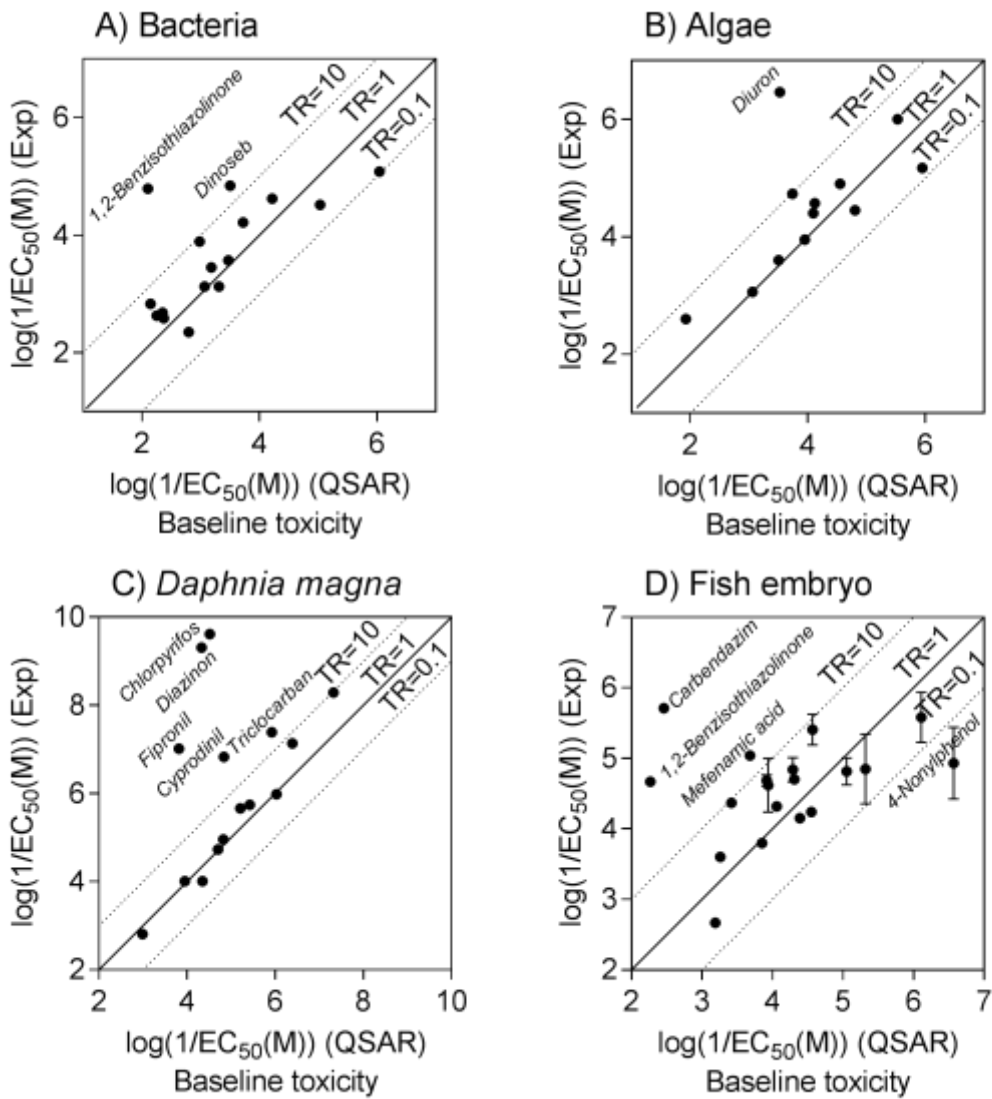 A) Bacteria
log(1/EC50(M)) (Exp)
6
4
2
1,2-Benzisothiazolinone
Dinoseb
TR=10
TR=1
TR=0.1
2 4 6
log(1/EC50(M)) (QSAR)
Baseline toxicity
B) Algae
log(1/EC50(M)) (Exp)
6
4
2
Diuron
TR=10
TR=1
TR=0.1
2 4 6
log(1/EC50(M)) (QSAR)
Baseline toxicity
C) Daphnia magna
log(1/EC50(M)) (Exp)
10
8
6
4
2
Chlorpyrifos
Diazinon
Fipronil
Cyprodinil
Triclocarban
TR=10
TR=1
TR=0.1
2 4 6 8 10
log(1/EC50(M)) (QSAR)
Baseline toxicity
D) Fish embryo
log(1/EC50(M)) (Exp)
7
6
5
4
3
2
Carbendazim
1,2-Benzisothiazolinone
Mefenamic acid
TR=10
TR=1
TR=0.1
4-Nonylphenol
2 3 4 5 6 7
log(1/EC50(M)) (QSAR)
Baseline toxicity